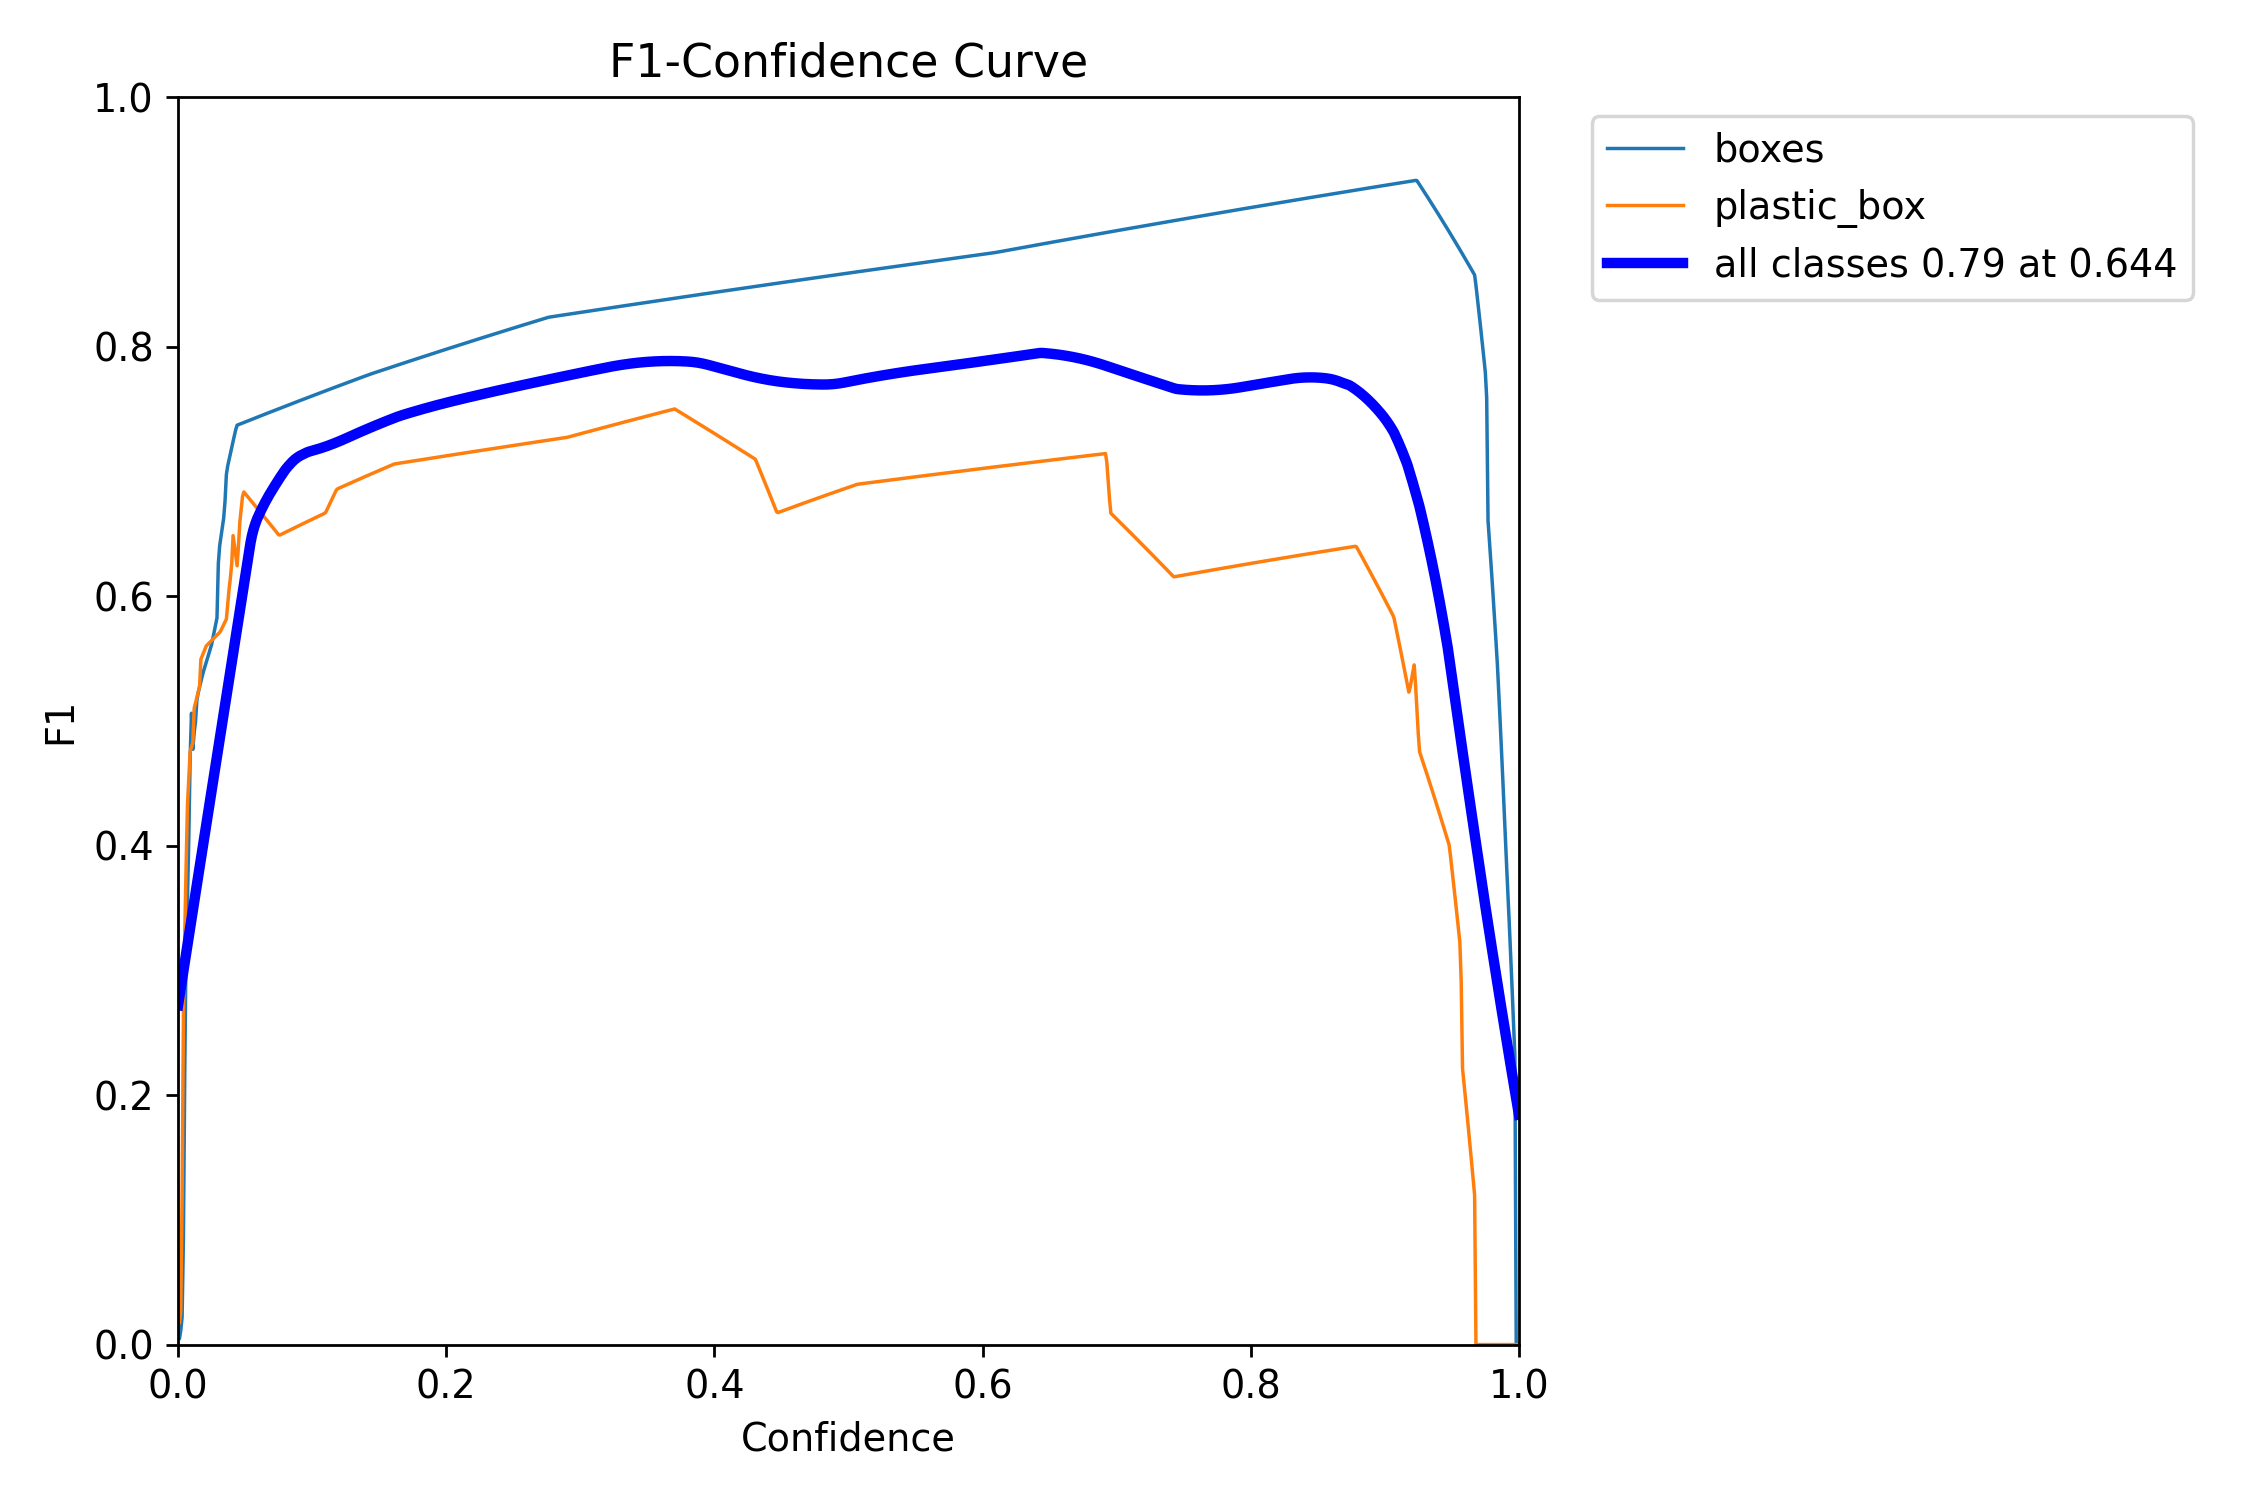 F1-Confidence Curve
boxes
plastic_box
all classes 0.79 at 0.644
1.0
0.8
0.6
0.4
0.2
0.0
F1
0.0 0.2 0.4 0.6 0.8 1.0
Confidence